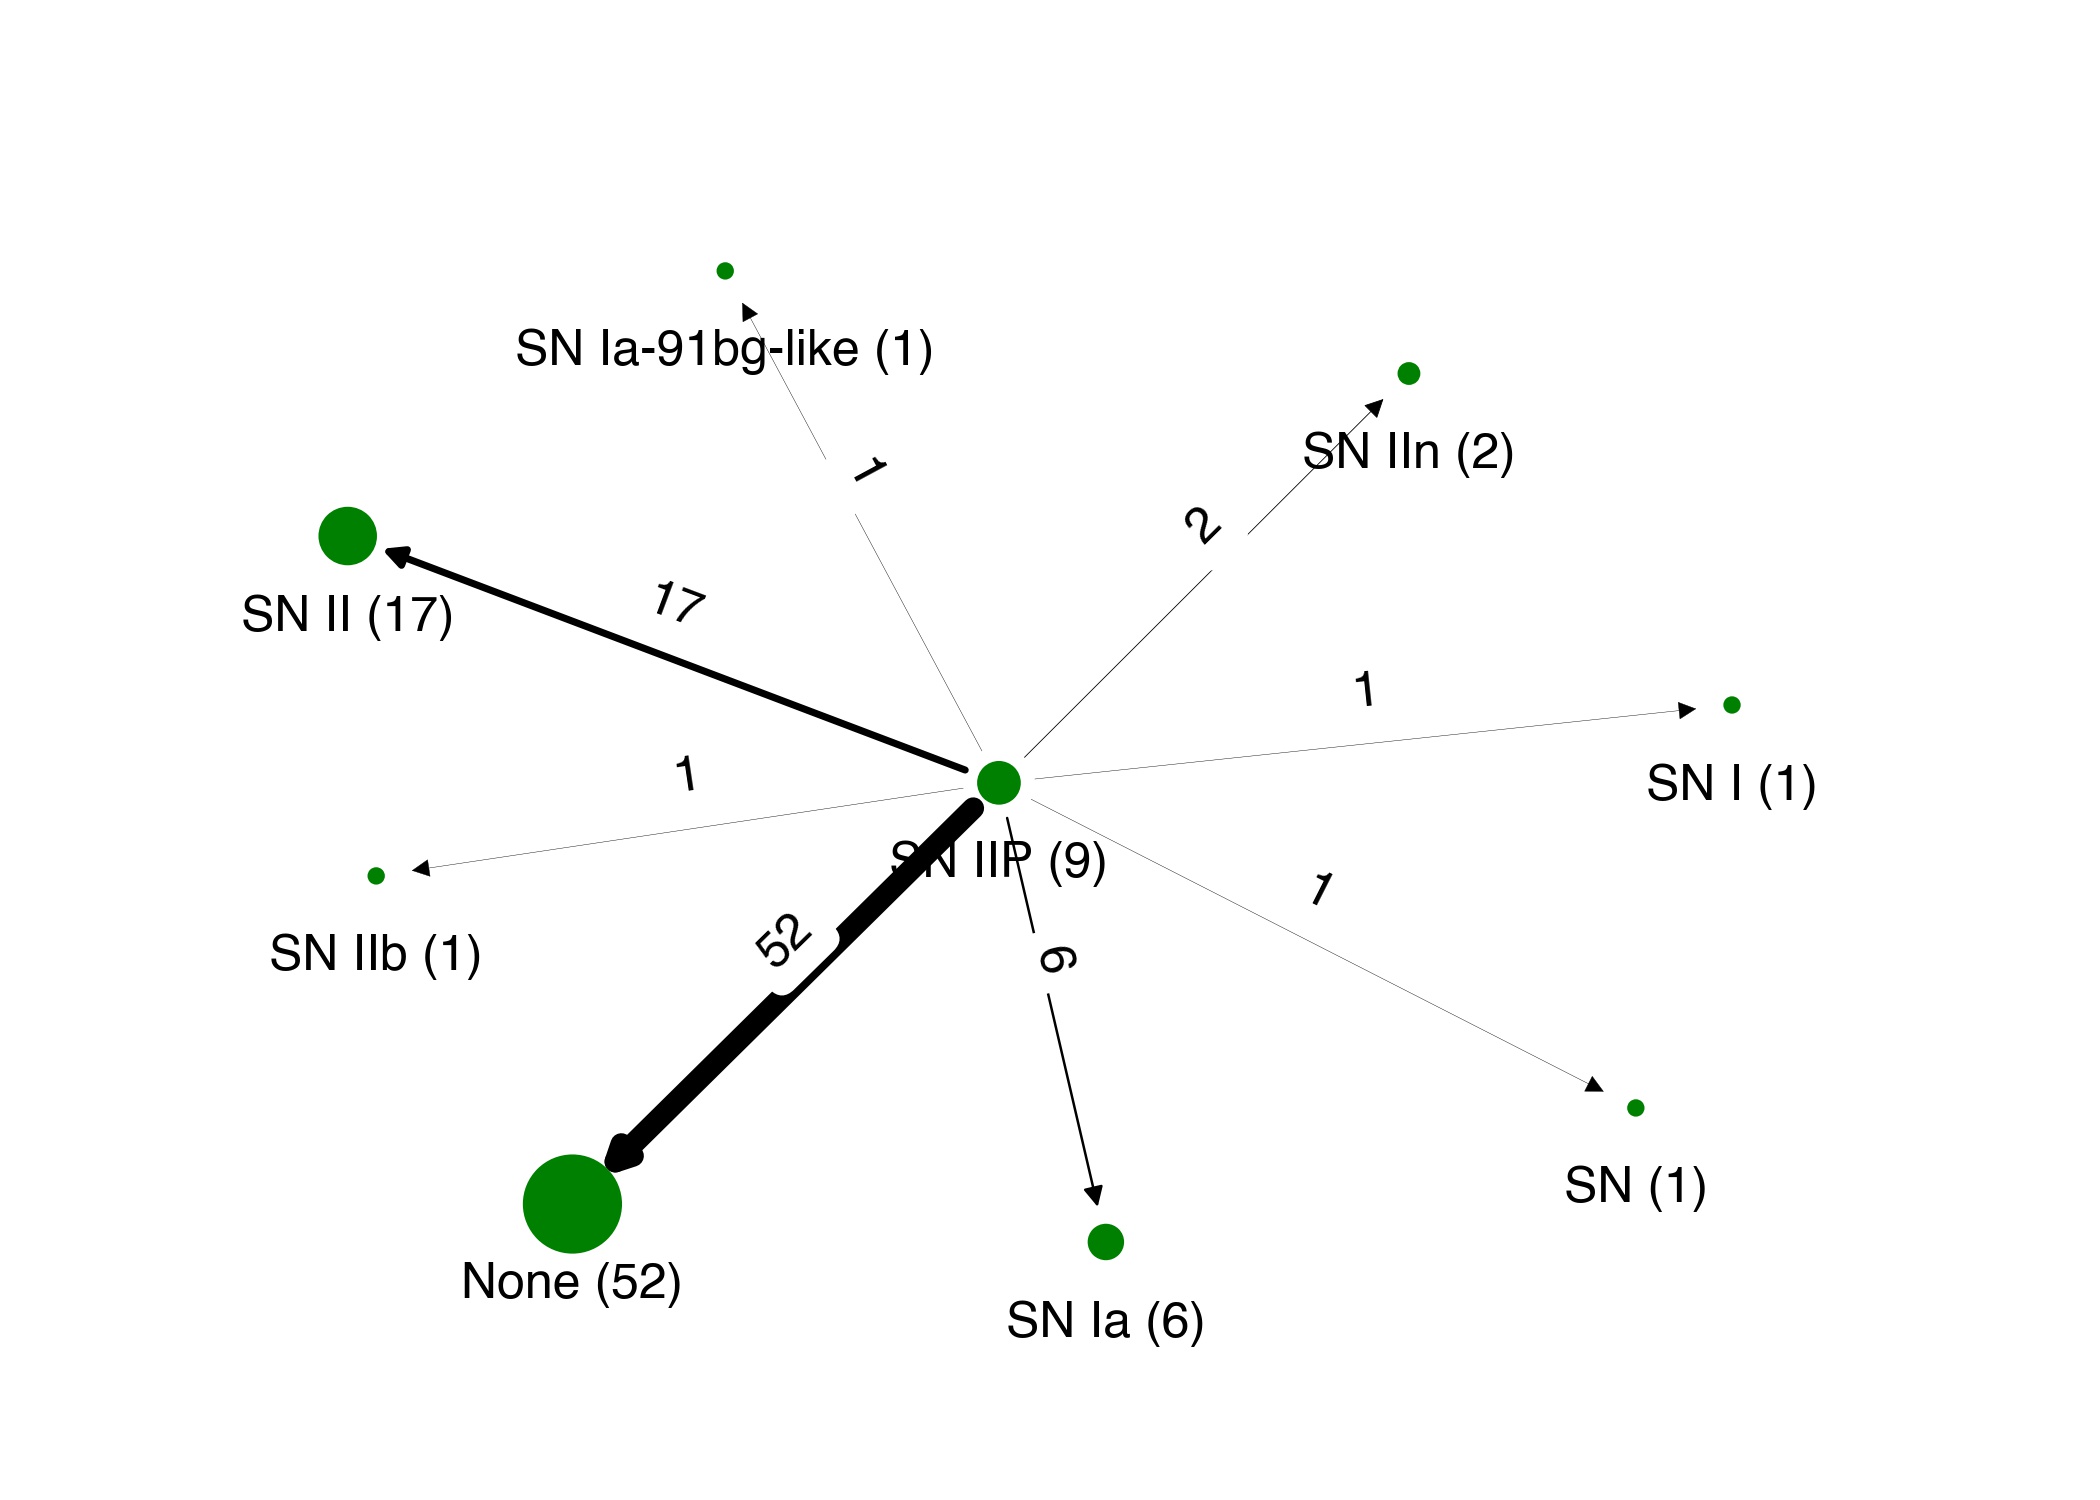 SN Ia-91bg-like (1)
SN IIn (2)
1
2
SN II (17)
17
1
SN I (1)
1
SN IIP (9)
1
SN IIb (1)
52
6
SN (1)
None (52)
SN Ia (6)